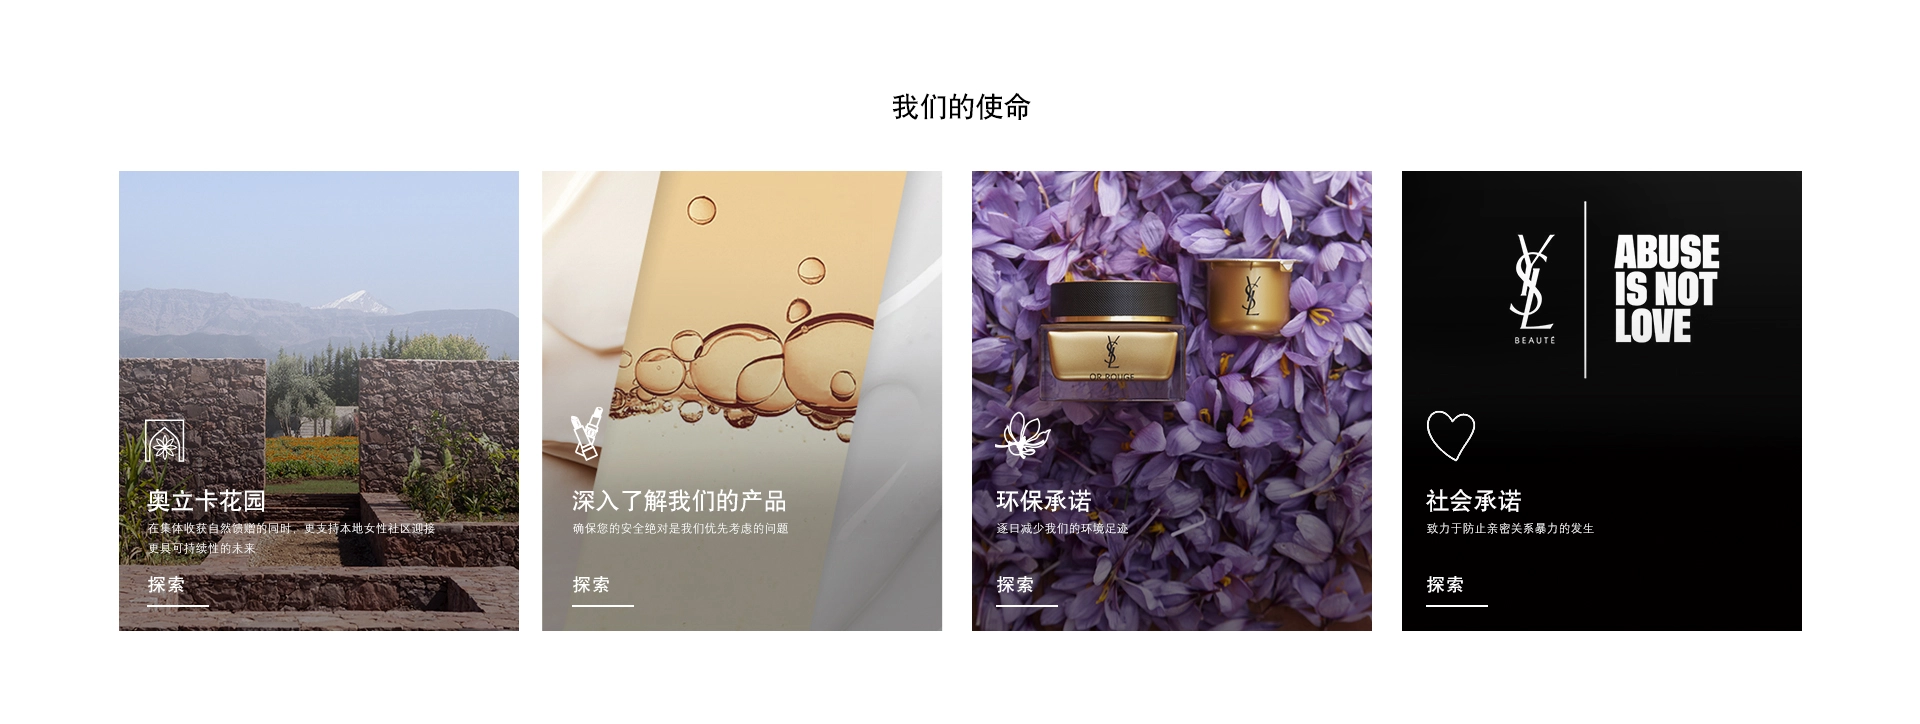 我们的使命
YSL
BEAUTÉ
ABUSE
IS NOT
LOVE
YSL
YSL
OR ROUGE
奥立卡花园
在集体收获自然馈赠的同时，更支持本地女性社区迎接
更具可持续性的未来
探索
深入了解我们的产品
确保您的安全绝对是我们优先考虑的问题
探索
环保承诺
逐日减少我们的环境足迹
探索
社会承诺
致力于防止亲密关系暴力的发生
探索